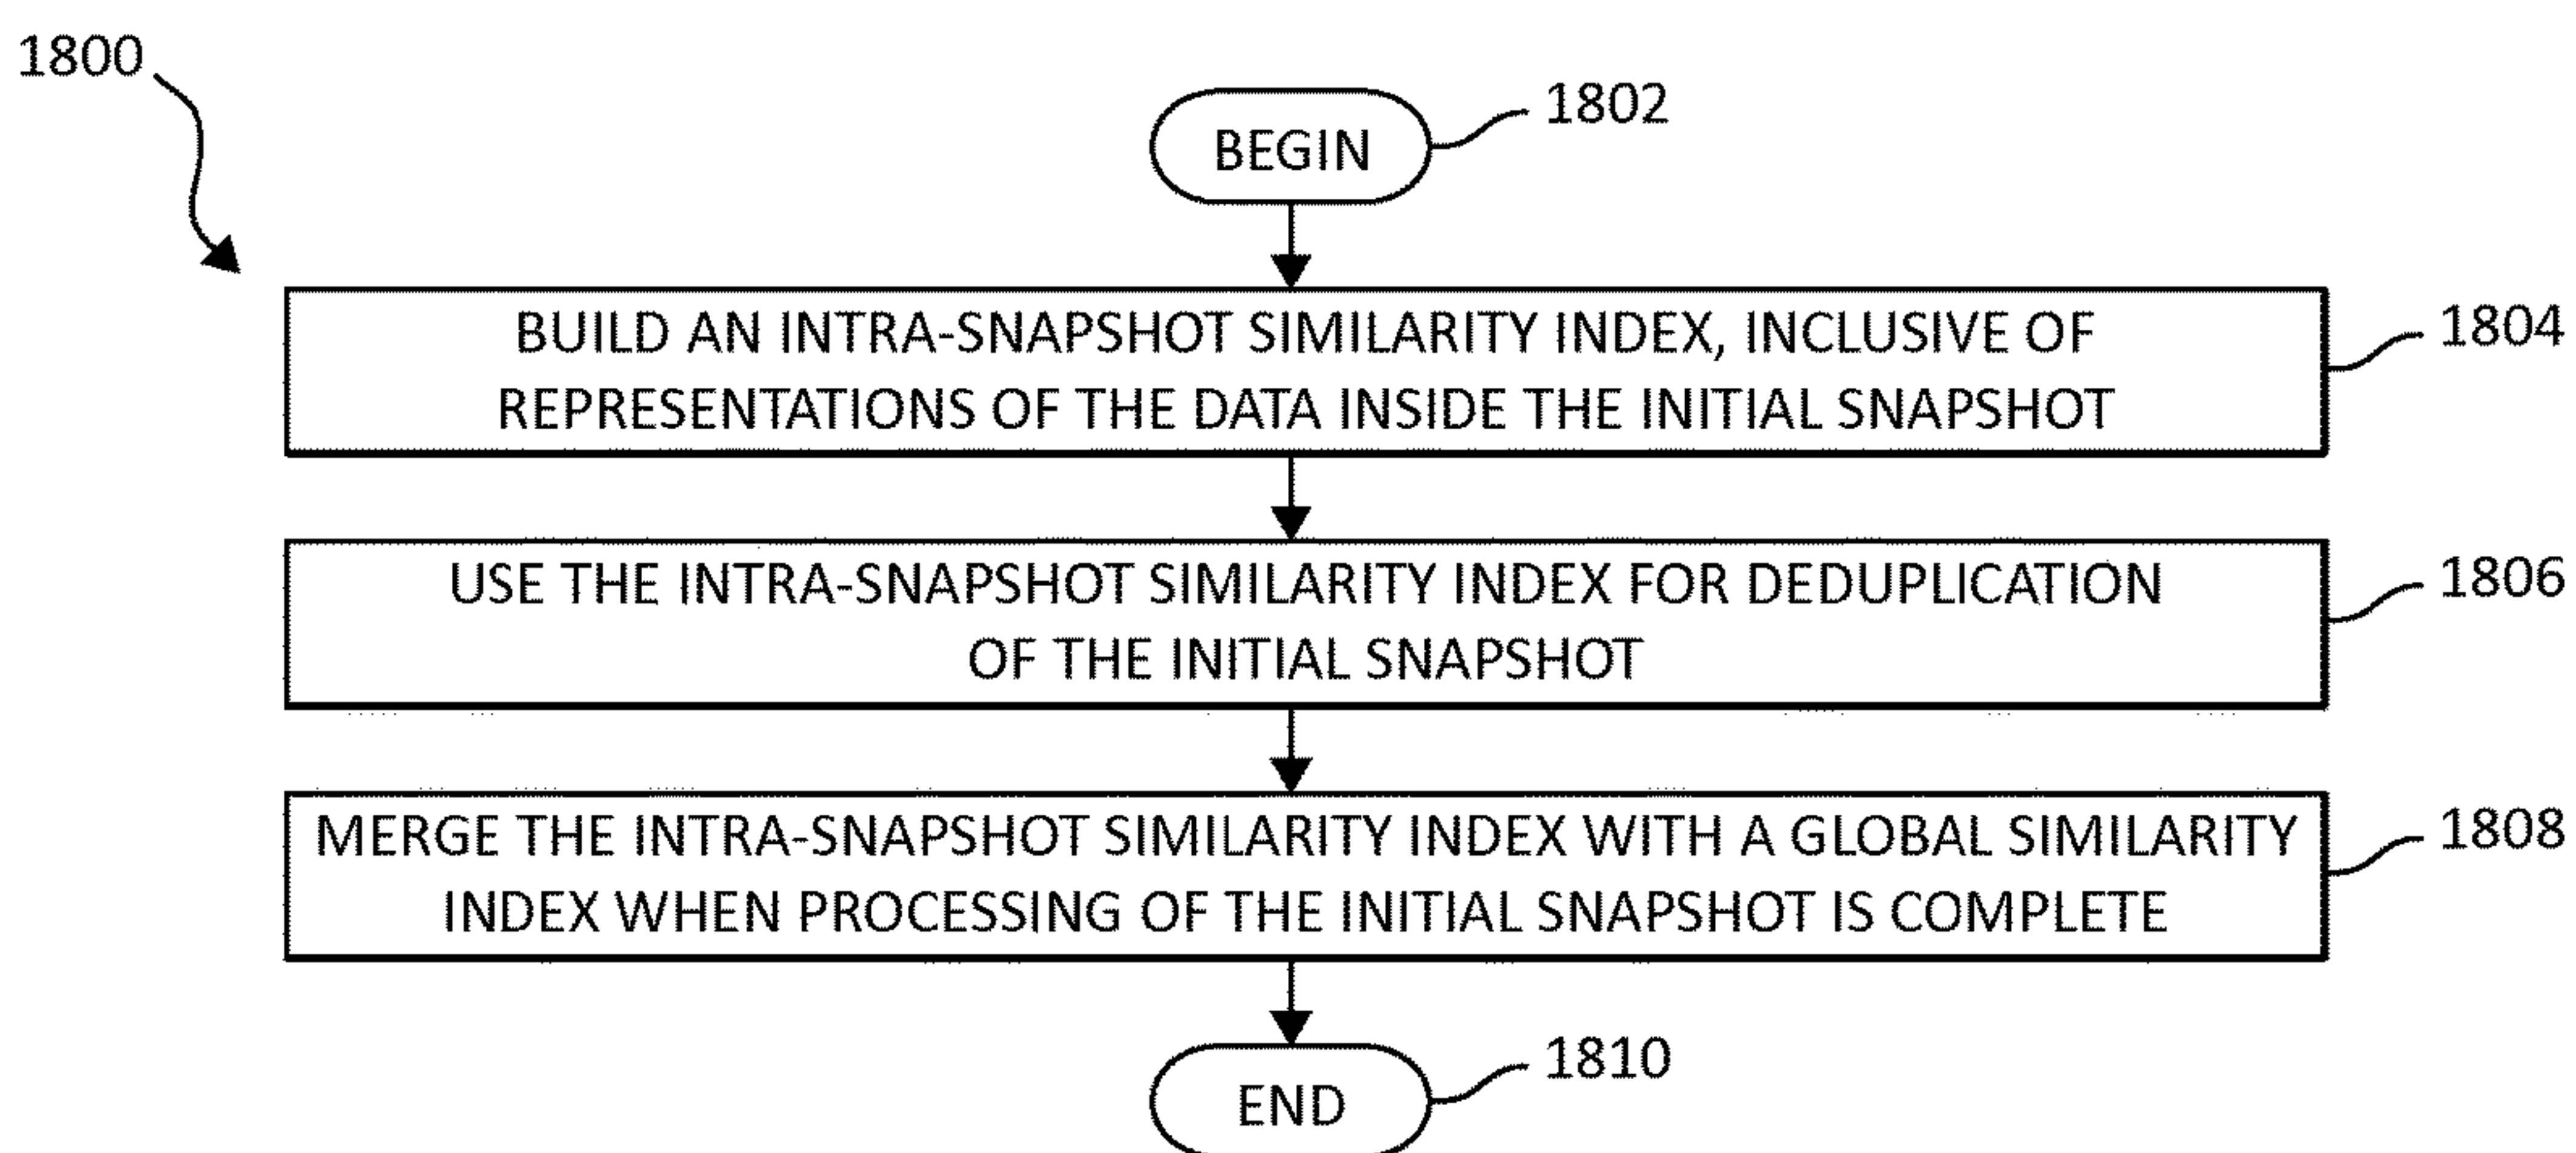 1800
BEGIN
1802
BUILD AN INTRA-SNAPSHOT SIMILARITY INDEX, INCLUSIVE OF
REPRESENTATIONS OF THE DATA INSIDE THE INITIAL SNAPSHOT
1804
USE THE INTRA-SNAPSHOT SIMILARITY INDEX FOR DEDUPLICATION
OF THE INITIAL SNAPSHOT
1806
MERGE THE INTRA-SNAPSHOT SIMILARITY INDEX WITH A GLOBAL SIMILARITY
INDEX WHEN PROCESSING OF THE INITIAL SNAPSHOT IS COMPLETE
1808
END
1810